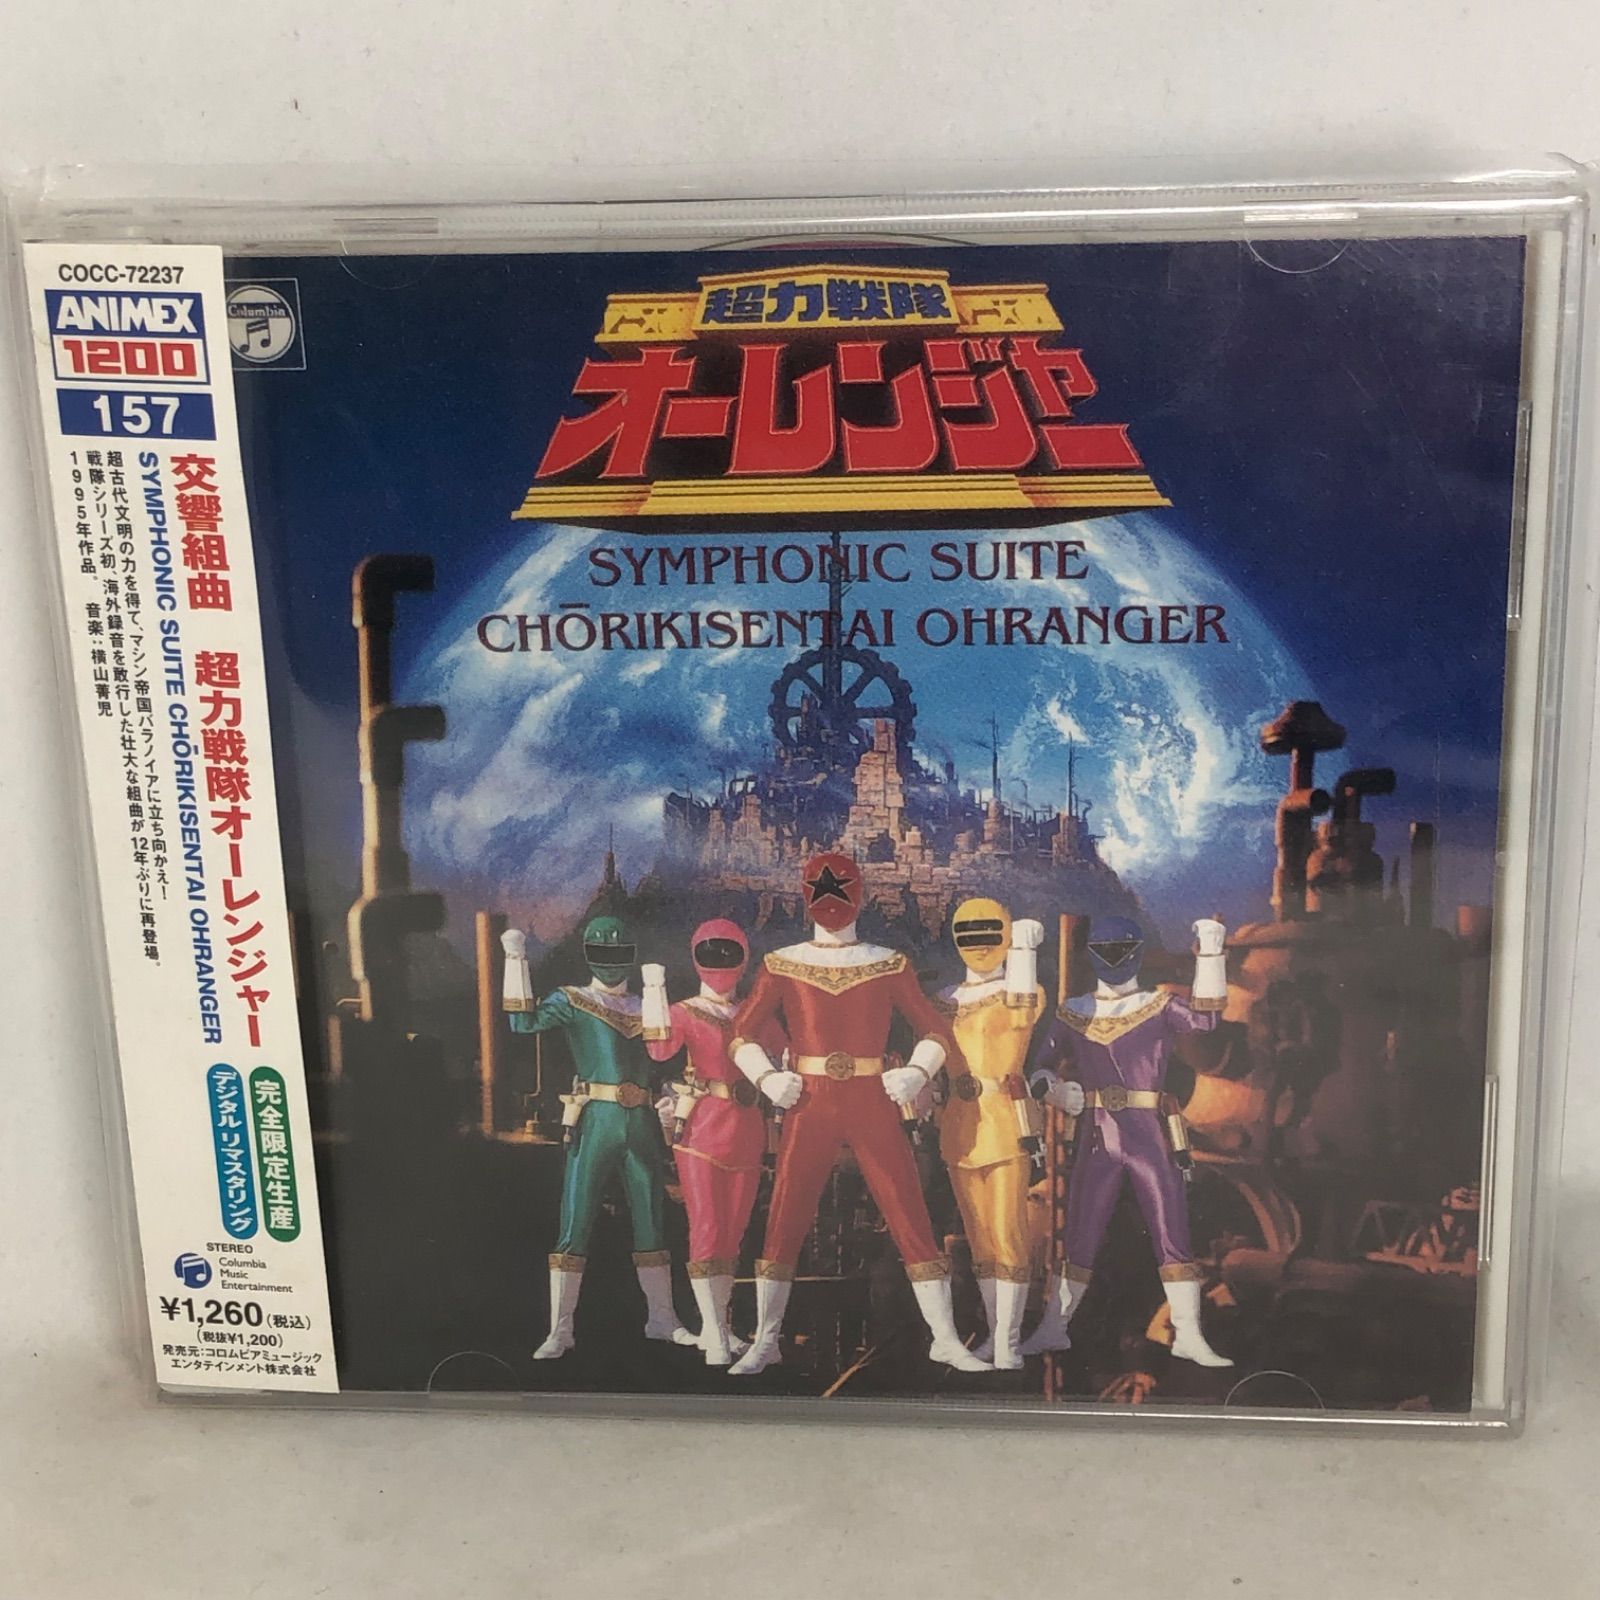 COCC-72237
ANIMEX
1200
157
交響組曲 超力戦隊オーレンジャー
SYMPHONIC SUITE CHŌRIKISENTAI OHRANGER
超古代文明の力を得て、マシン帝国バラノイアに立ち向かえ!
戦隊シリーズ初、海外録音を敢行した壮大な組曲が12年ぶりに再登場。
1995年作品。 音楽:横山菁児
完全限定生産
デジタルリマスタリング
STEREO
Columbia
Music
Entertainment
¥1,260(税込)
(税抜¥1,200)
発売元:コロムビアミュージック
エンタテインメント株式会社
Columbia
超力戦隊
オーレンジャー
SYMPHONIC SUITE
CHŌRIKISENTAI OHRANGER